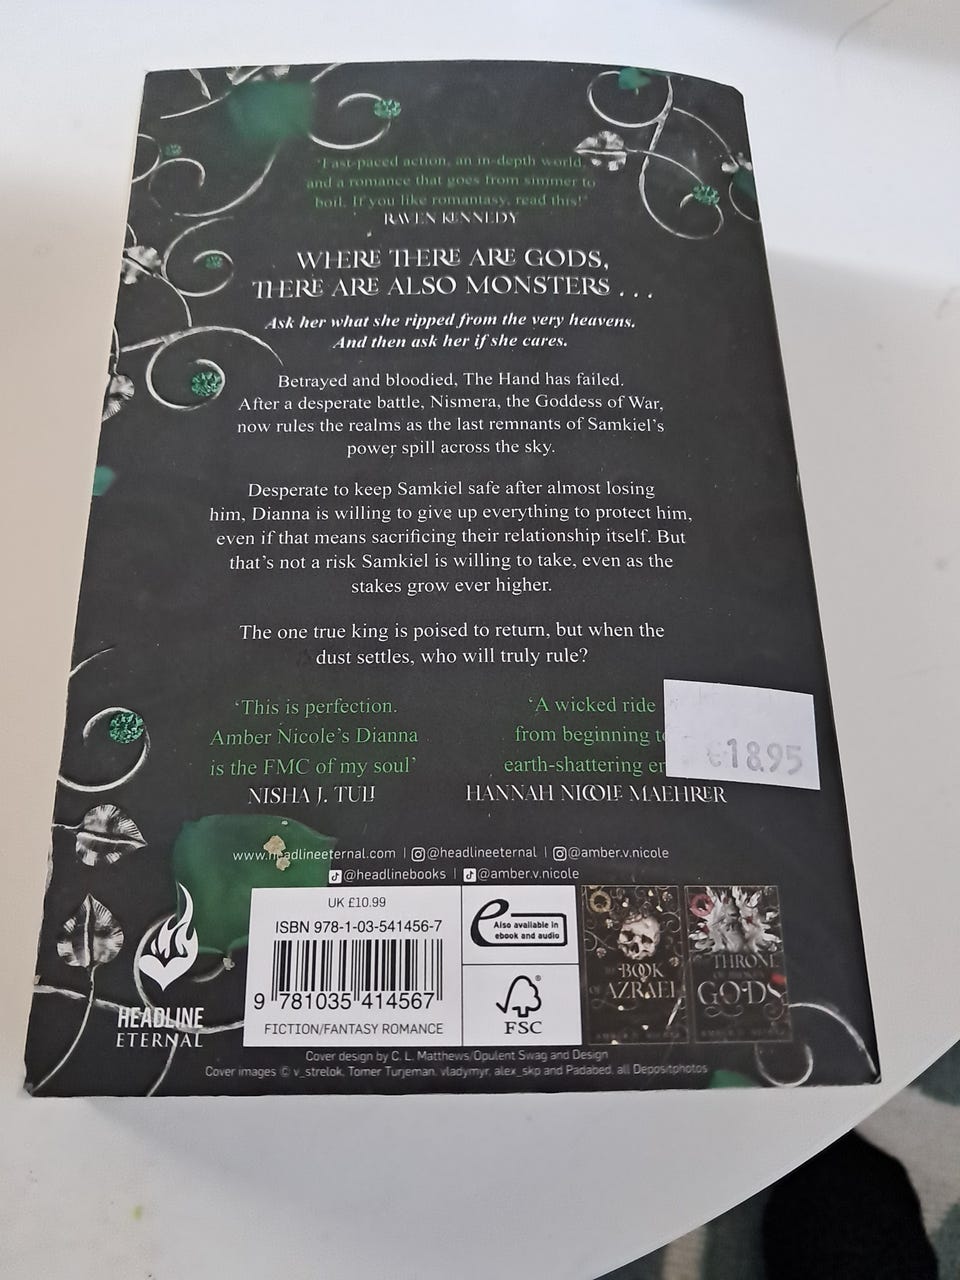 'Fast-paced action, an in-depth world,
and a romance that goes from simmer to
boil. If you like romantasy, read this!'
RAVEN KENNEDY
WHERE THERE ARE GODS,
THERE ARE ALSO MONSTERS . . .
Ask her what she ripped from the very heavens.
And then ask her if she cares.
Betrayed and bloodied, The Hand has failed.
After a desperate battle, Nismera, the Goddess of War,
now rules the realms as the last remnants of Samkiel's
power spill across the sky.
Desperate to keep Samkiel safe after almost losing
him, Dianna is willing to give up everything to protect him,
even if that means sacrificing their relationship itself. But
that's not a risk Samkiel is willing to take, even as the
stakes grow ever higher.
The one true king is poised to return, but when the
dust settles, who will truly rule?
'This is perfection.
Amber Nicole's Dianna
is the FMC of my soul'
NISHA J. TULI
'A wicked ride
from beginning
earth-shattering
HANNAH NICOLE MAEHRER
€18.95
www.headlineeternal.com | @headlineeternal | @amber.v.nicole
@headlinebooks | @amber.v.nicole
HEADLINE
ETERNAL
UK £10.99
ISBN 978-1-03-541456-7
9 781035 414567
FICTION/FANTASY ROMANCE
e
Also available in
ebook and audio
FSC
THE BOOK
OF AZRAEL
THRONE
OF BROKEN
GODS
Cover design by C. L. Matthews/Opulent Swag and Design
Cover images © v_strelok, Tomer Turjeman, vladymyr, alex_skp and Padabed, all Depositphotos